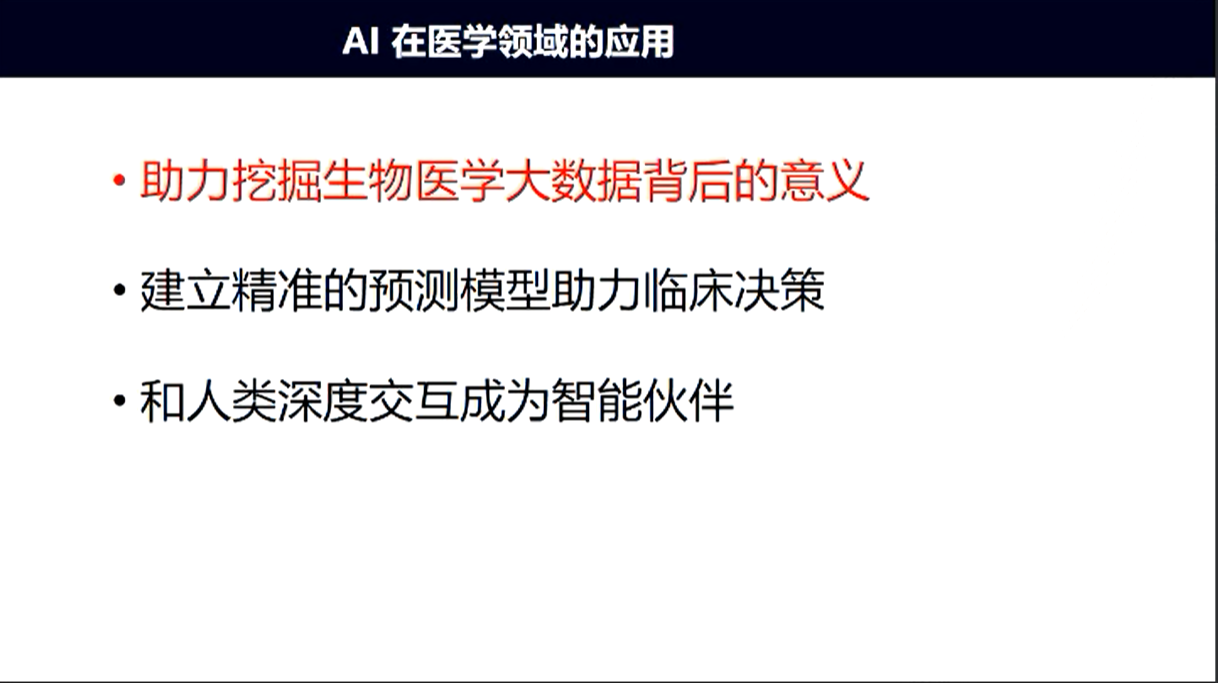 AI 在医学领域的应用
• 助力挖掘生物医学大数据背后的意义
• 建立精准的预测模型助力临床决策
• 和人类深度交互成为智能伙伴